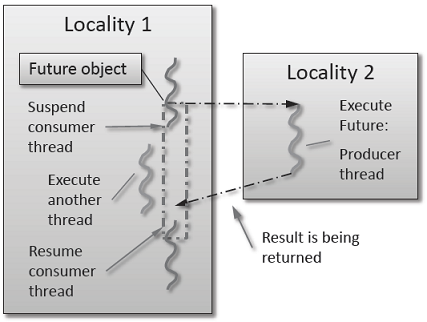 Locality 1
Future object
Suspend
consumer
thread
Execute
another
thread
Resume
consumer
thread
Locality 2
Execute
Future:
Producer
thread
Result is being
returned